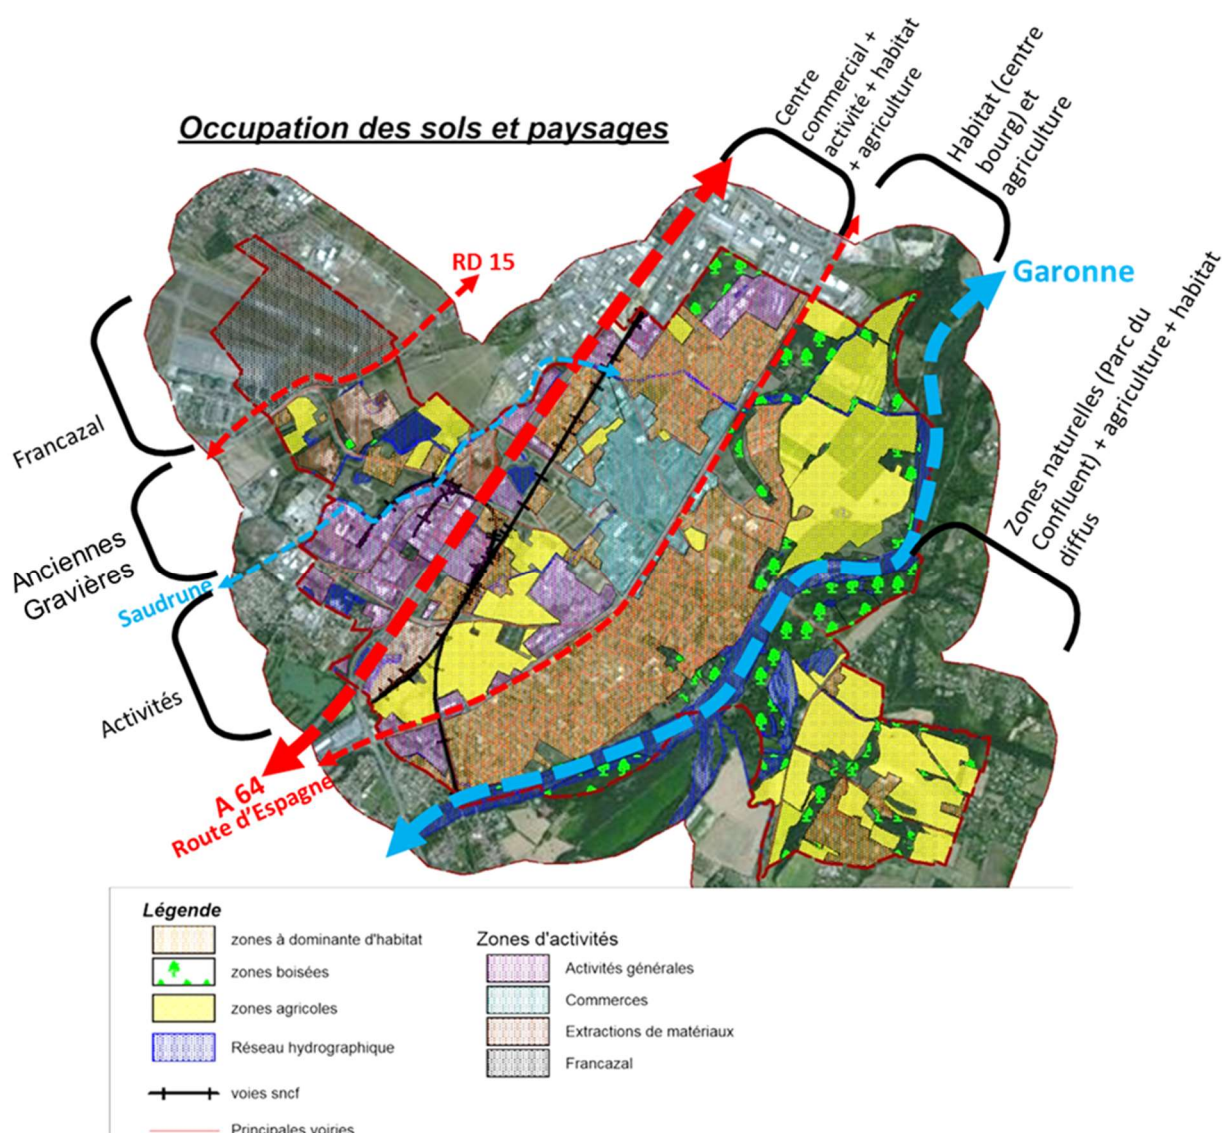 Occupation des sols et paysages
Centre
commercial +
activité + habitat
+ agriculture
Habitat (centre
bourg) et
agriculture
RD 15
Garonne
Zones naturelles (Parc du
Confluent) + agriculture + habitat
diffus
Francazal
Anciennes
Gravières
Saudrune
Activités
A 64
Route d'Espagne
Légende
zones à dominante d'habitat
zones boisées
zones agricoles
Réseau hydrographique
voies sncf
Principales voiries
Zones d'activités
Activités générales
Commerces
Extractions de matériaux
Francazal